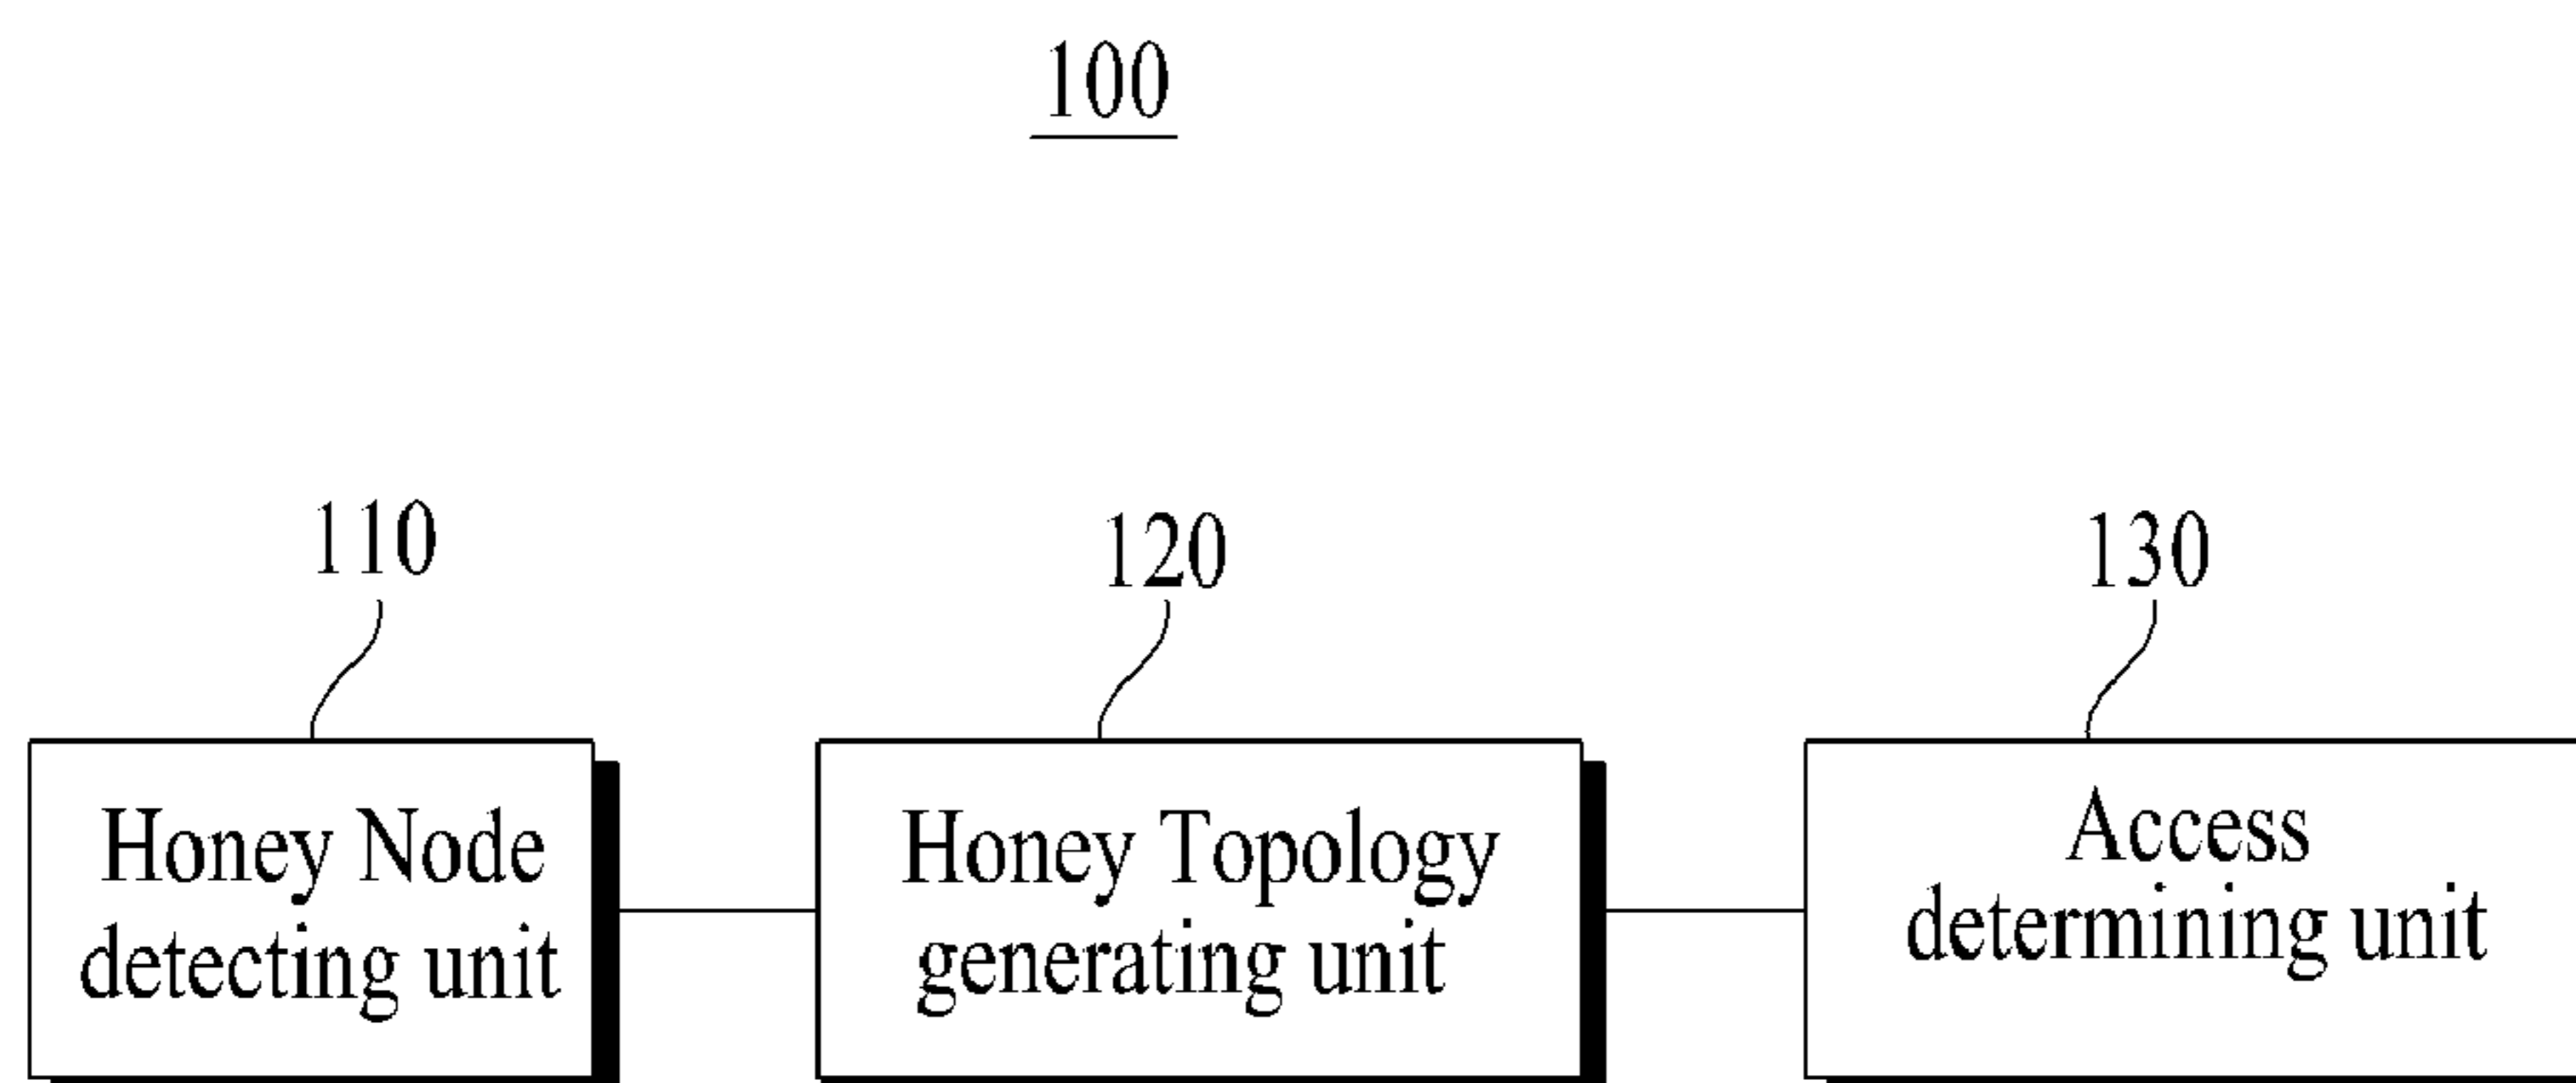 100
110
120
130
Honey Node
detecting unit
Honey Topology
generating unit
Access
determining unit